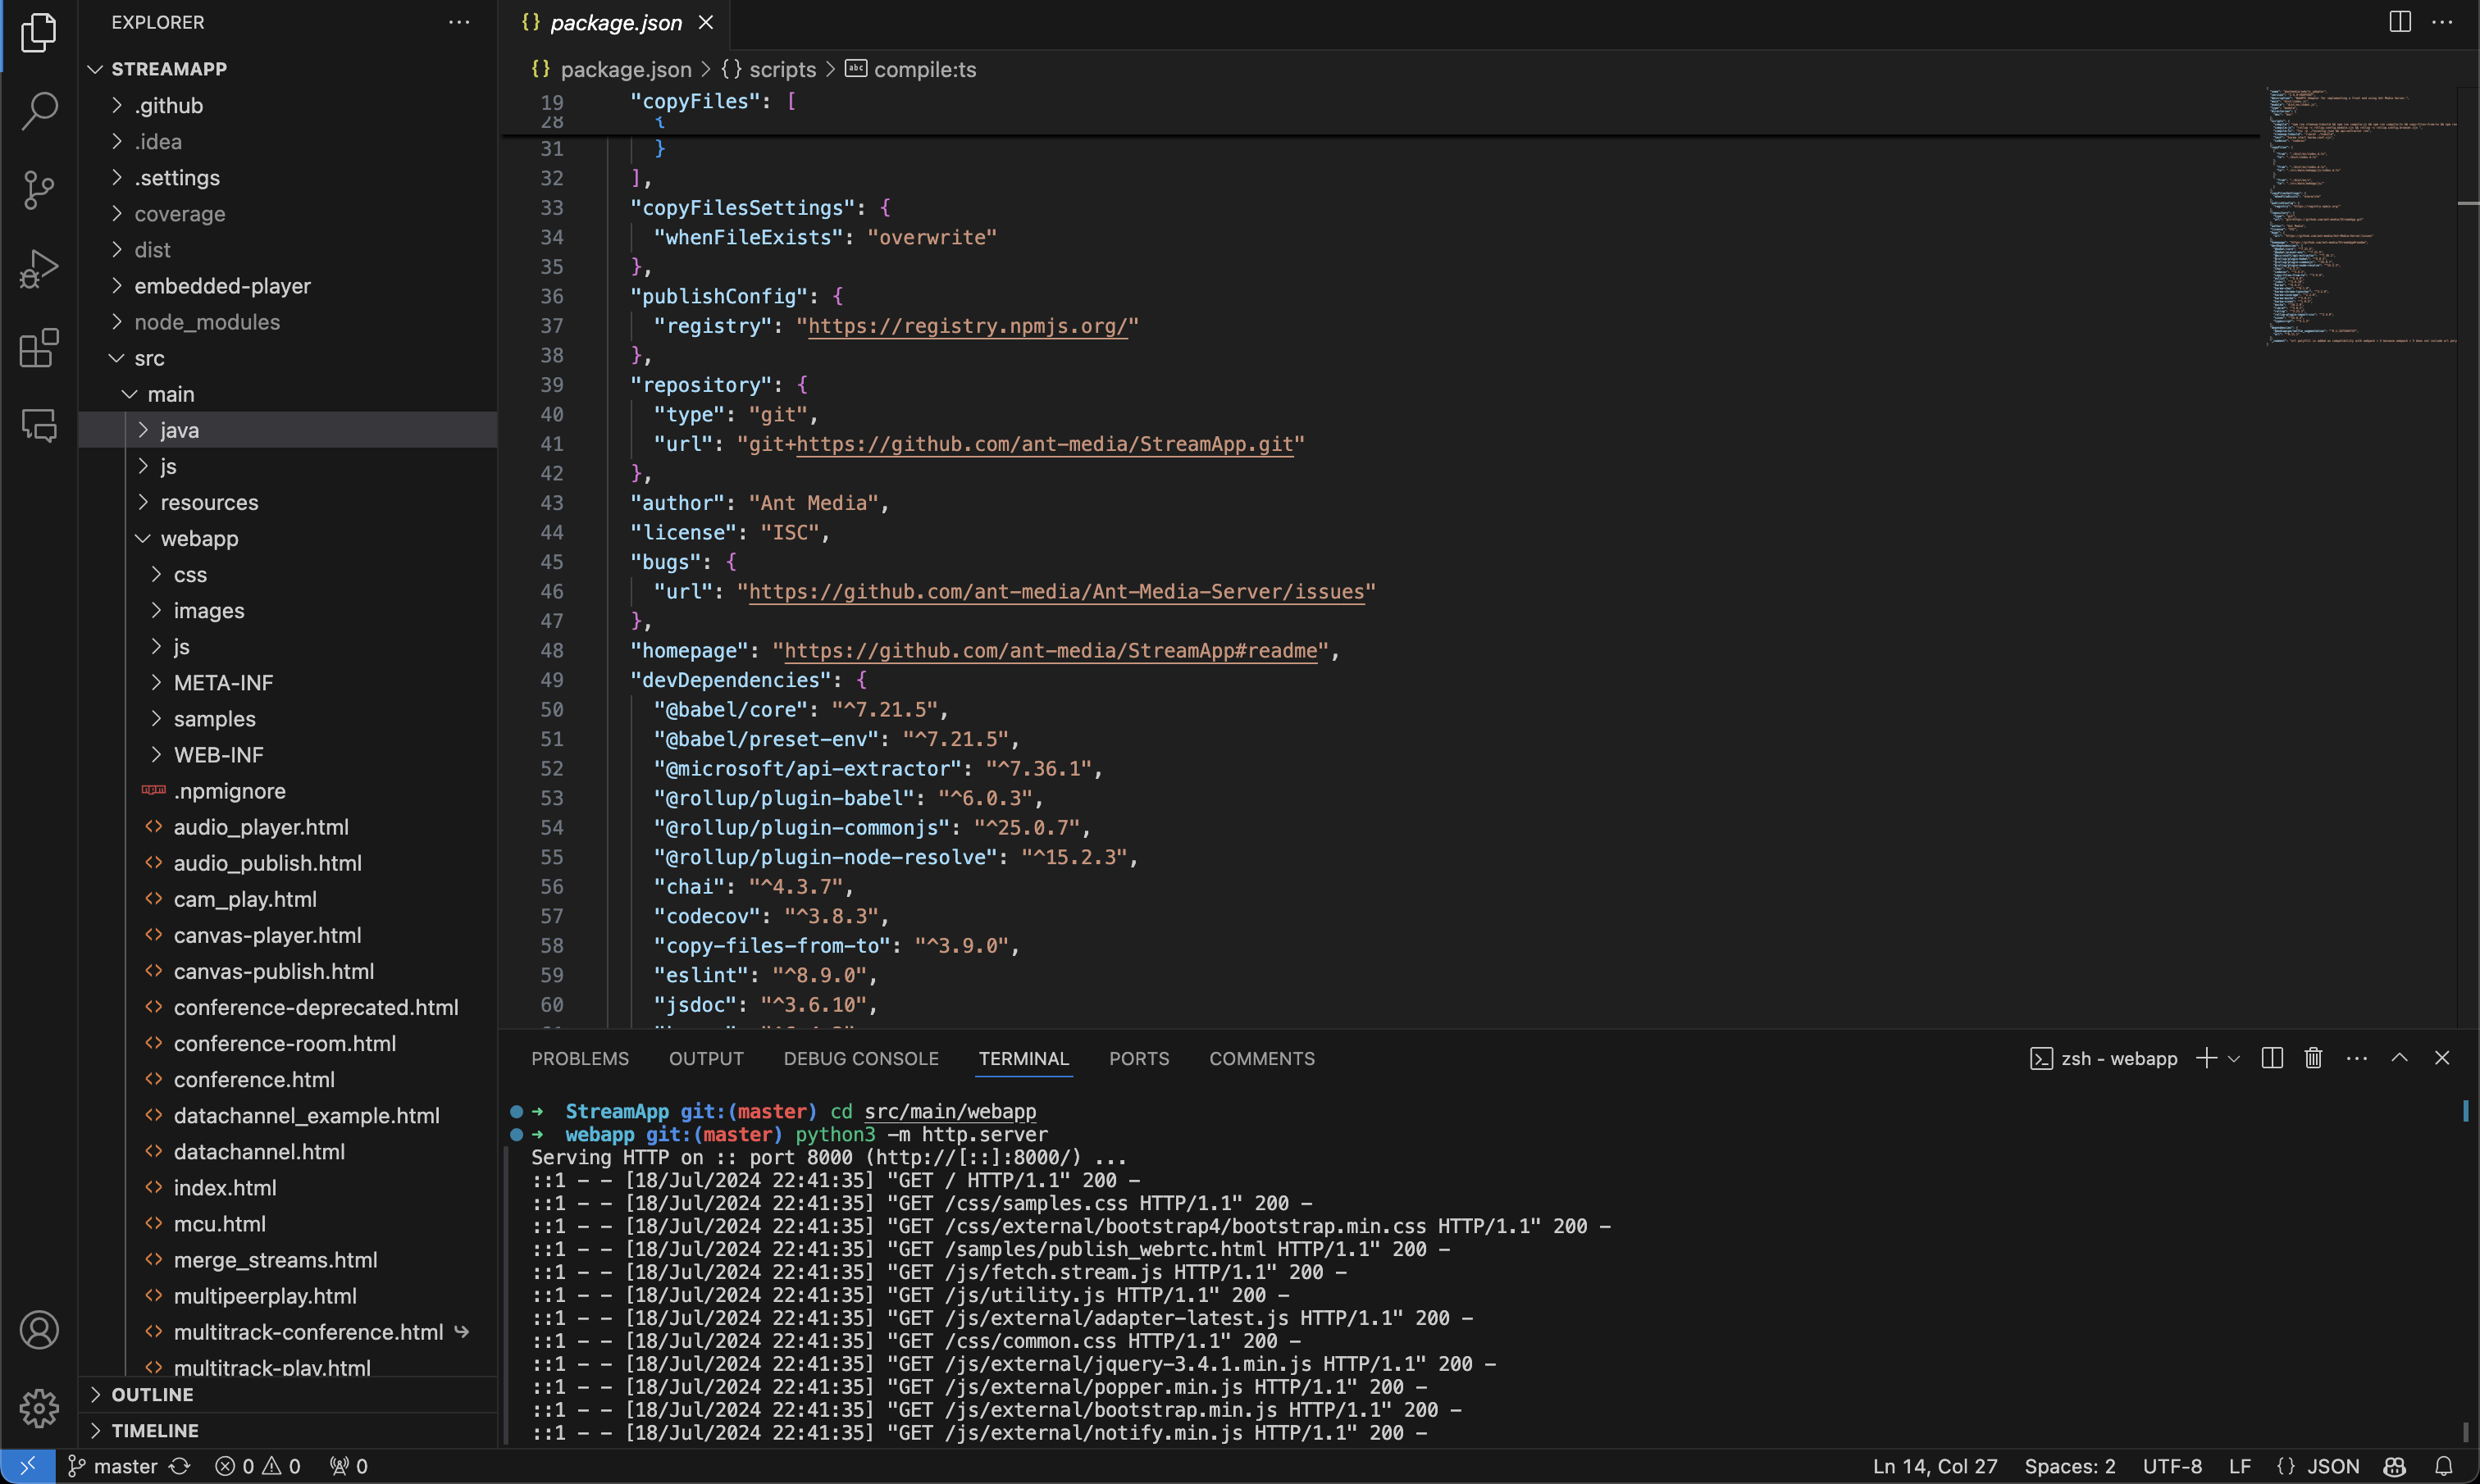 EXPLORER
STREAMAPP
.github
.idea
.settings
coverage
dist
embedded-player
node_modules
src
main
java
js
resources
webapp
css
images
js
META-INF
samples
WEB-INF
.npmignore
audio_player.html
audio_publish.html
cam_play.html
canvas-player.html
canvas-publish.html
conference-deprecated.html
conference-room.html
conference.html
datachannel_example.html
datachannel.html
index.html
mcu.html
merge_streams.html
multipeerplay.html
multitrack-conference.html
multitrack-play.html
OUTLINE
TIMELINE
{} package.json
{} package.json > {} scripts > abc compile:ts
19 "copyFiles": [
28 {
31 }
32 ],
33 "copyFilesSettings": {
34 "whenFileExists": "overwrite"
35 },
36 "publishConfig": {
37 "registry": "https://registry.npmjs.org/"
38 },
39 "repository": {
40 "type": "git",
41 "url": "git+https://github.com/ant-media/StreamApp.git"
42 },
43 "author": "Ant Media",
44 "license": "ISC",
45 "bugs": {
46 "url": "https://github.com/ant-media/Ant-Media-Server/issues"
47 },
48 "homepage": "https://github.com/ant-media/StreamApp#readme",
49 "devDependencies": {
50 "@babel/core": "^7.21.5",
51 "@babel/preset-env": "^7.21.5",
52 "@microsoft/api-extractor": "^7.36.1",
53 "@rollup/plugin-babel": "^6.0.3",
54 "@rollup/plugin-commonjs": "^25.0.7",
55 "@rollup/plugin-node-resolve": "^15.2.3",
56 "chai": "^4.3.7",
57 "codecov": "^3.8.3",
58 "copy-files-from-to": "^3.9.0",
59 "eslint": "^8.9.0",
60 "jsdoc": "^3.6.10",
PROBLEMS OUTPUT DEBUG CONSOLE TERMINAL PORTS COMMENTS
zsh - webapp
➜ StreamApp git:(master) cd src/main/webapp
➜ webapp git:(master) python3 -m http.server
Serving HTTP on :: port 8000 (http://[::]:8000/) ...
::1 - - [18/Jul/2024 22:41:35] "GET / HTTP/1.1" 200 -
::1 - - [18/Jul/2024 22:41:35] "GET /css/samples.css HTTP/1.1" 200 -
::1 - - [18/Jul/2024 22:41:35] "GET /css/external/bootstrap4/bootstrap.min.css HTTP/1.1" 200 -
::1 - - [18/Jul/2024 22:41:35] "GET /samples/publish_webrtc.html HTTP/1.1" 200 -
::1 - - [18/Jul/2024 22:41:35] "GET /js/fetch.stream.js HTTP/1.1" 200 -
::1 - - [18/Jul/2024 22:41:35] "GET /js/utility.js HTTP/1.1" 200 -
::1 - - [18/Jul/2024 22:41:35] "GET /js/external/adapter-latest.js HTTP/1.1" 200 -
::1 - - [18/Jul/2024 22:41:35] "GET /css/common.css HTTP/1.1" 200 -
::1 - - [18/Jul/2024 22:41:35] "GET /js/external/jquery-3.4.1.min.js HTTP/1.1" 200 -
::1 - - [18/Jul/2024 22:41:35] "GET /js/external/popper.min.js HTTP/1.1" 200 -
::1 - - [18/Jul/2024 22:41:35] "GET /js/external/bootstrap.min.js HTTP/1.1" 200 -
::1 - - [18/Jul/2024 22:41:35] "GET /js/external/notify.min.js HTTP/1.1" 200 -
master 0 0 0 Ln 14, Col 27 Spaces: 2 UTF-8 LF {} JSON